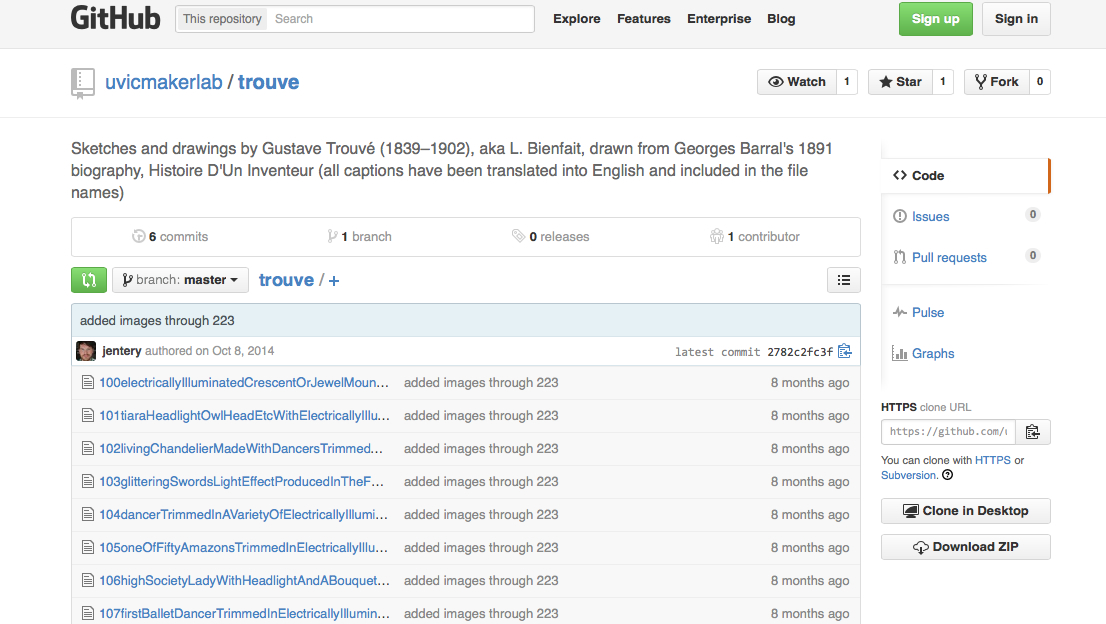 GitHub This repository Search Explore Features Enterprise Blog Sign up Sign in
uvicmakerlab / trouve Watch 1 Star 1 Fork 0
Sketches and drawings by Gustave Trouvé (1839–1902), aka L. Bienfait, drawn from Georges Barral's 1891
biography, Histoire D'Un Inventeur (all captions have been translated into English and included in the file
names)
6 commits 1 branch 0 releases 1 contributor
branch: master trouve / +
added images through 223
jentery authored on Oct 8, 2014 latest commit 2782c2fc3f
100electricallyIlluminatedCrescentOrJewelMoun... added images through 223 8 months ago
101tiaraHeadlightOwlHeadEtcWithElectricallyIllu... added images through 223 8 months ago
102livingChandelierMadeWithDancersTrimmed... added images through 223 8 months ago
103glitteringSwordsLightEffectProducedInTheF... added images through 223 8 months ago
104dancerTrimmedInAVarietyOfElectricallyIllumi... added images through 223 8 months ago
105oneOfFiftyAmazonsTrimmedInElectricallyIllu... added images through 223 8 months ago
106highSocietyLadyWithHeadlightAndABouquet... added images through 223 8 months ago
107firstBalletDancerTrimmedInElectricallyIllumin... added images through 223 8 months ago
Code
Issues 0
Pull requests 0
Pulse
Graphs
HTTPS clone URL
https://github.com/
You can clone with HTTPS or
Subversion.
Clone in Desktop
Download ZIP